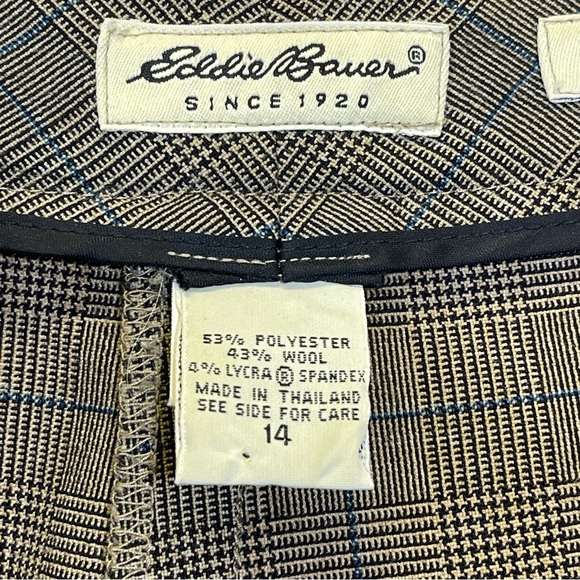 Eddie Bauer®
SINCE 1920
53% POLYESTER
43% WOOL
4% LYCRA ® SPANDEX
MADE IN THAILAND
SEE SIDE FOR CARE
14